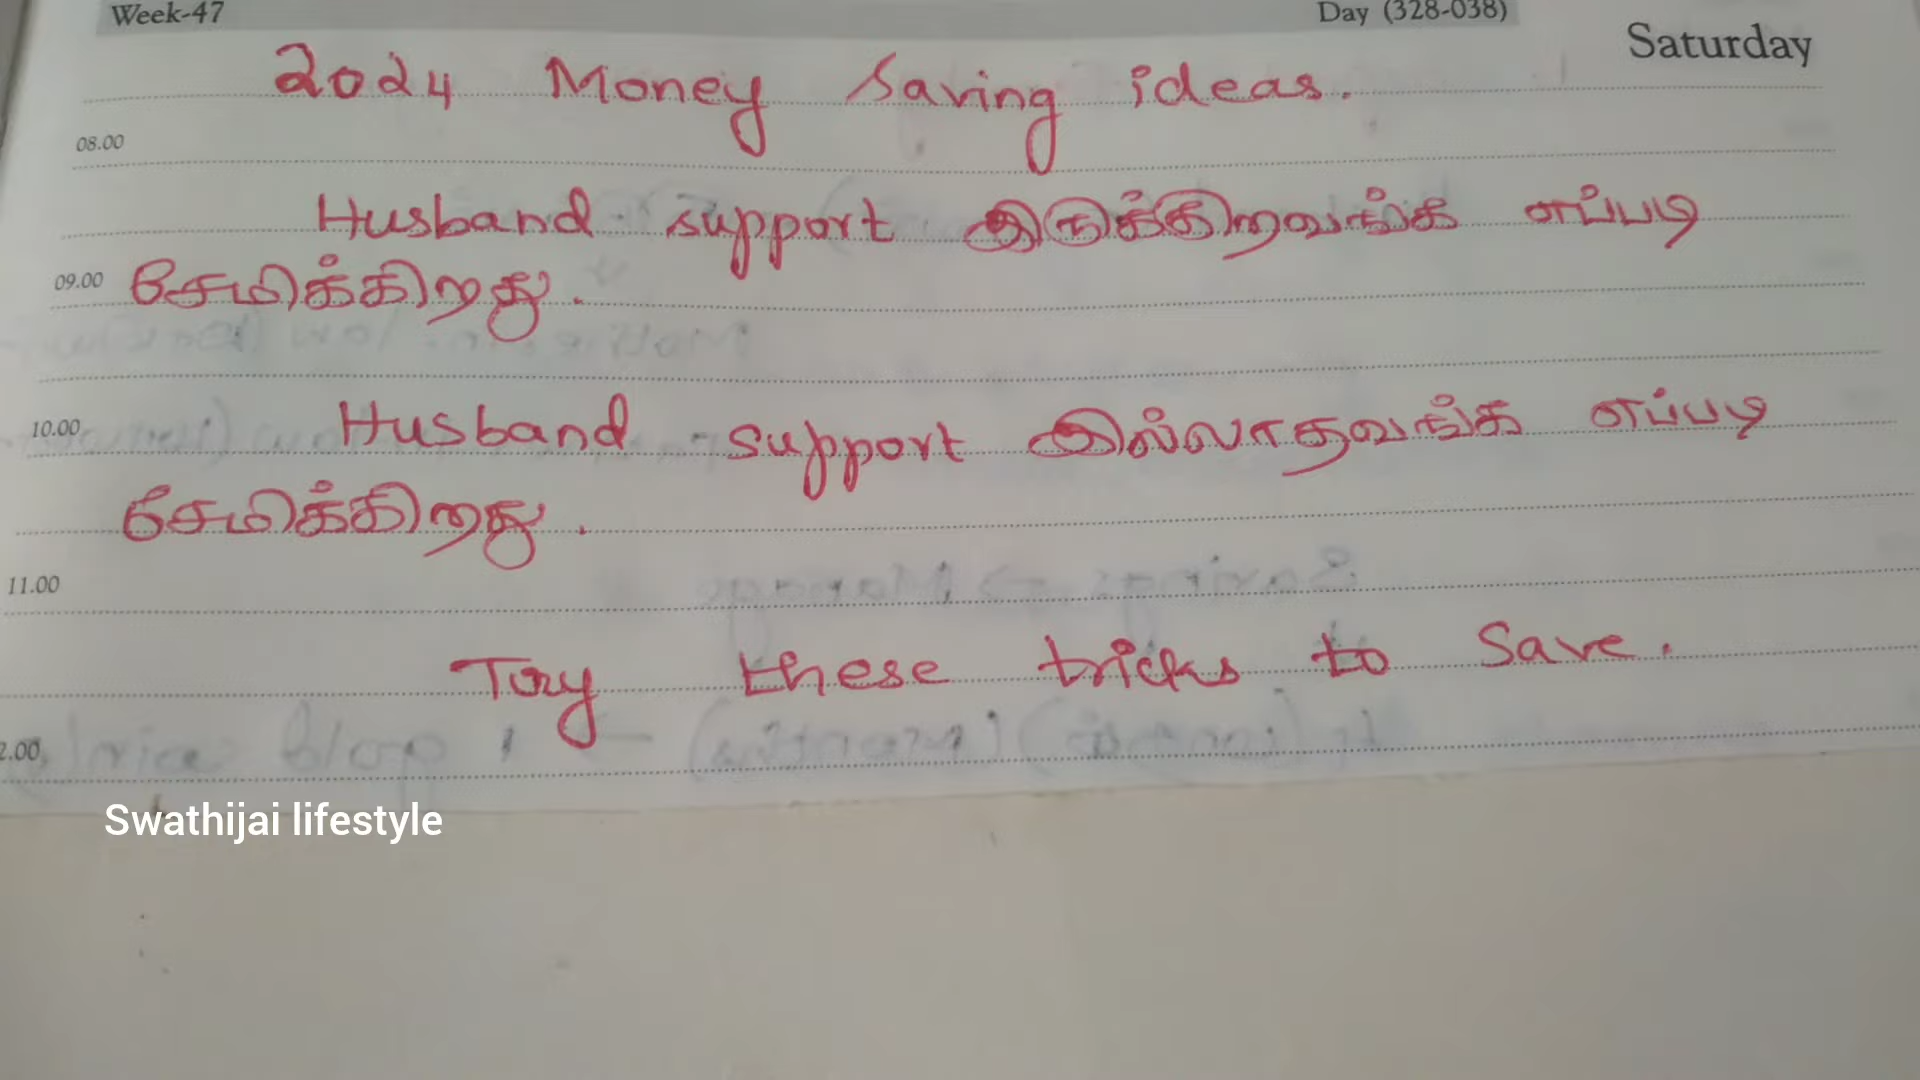 Week-47 Day (328-038)
Saturday
2024 Money Saving ideas.
08.00
Husband support இருக்கிறவங்க எப்படி
09.00 சேமிக்கிறது.
10.00 Husband support இல்லாதவங்க எப்படி
சேமிக்கிறது.
11.00
Try these tricks to Save.
2.00
Swathijai lifestyle